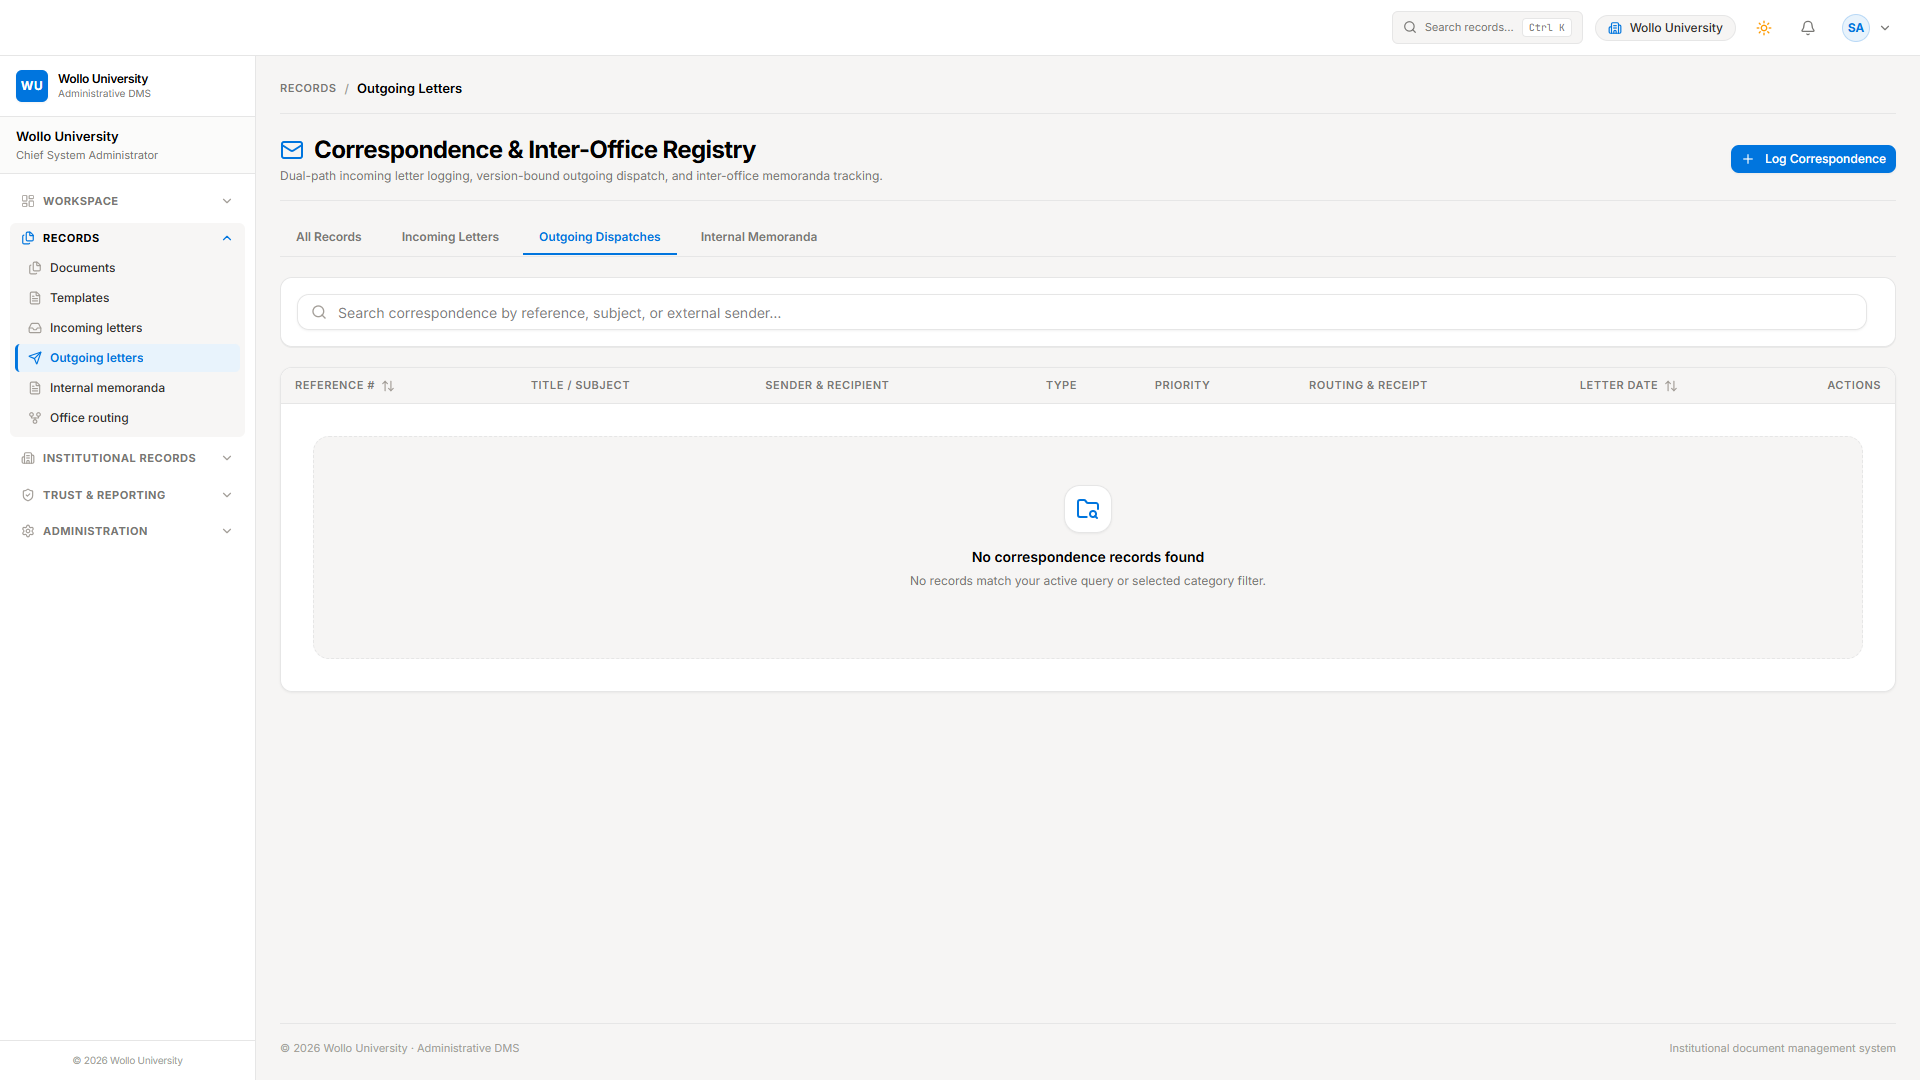 Search records...
Ctrl K
Wollo University
SA
WU
Wollo University
Administrative DMS
Wollo University
Chief System Administrator
WORKSPACE
RECORDS
Documents
Templates
Incoming letters
Outgoing letters
Internal memoranda
Office routing
INSTITUTIONAL RECORDS
TRUST & REPORTING
ADMINISTRATION
© 2026 Wollo University
RECORDS / Outgoing Letters
Correspondence & Inter-Office Registry
Dual-path incoming letter logging, version-bound outgoing dispatch, and inter-office memoranda tracking.
+ Log Correspondence
All Records
Incoming Letters
Outgoing Dispatches
Internal Memoranda
Search correspondence by reference, subject, or external sender...
REFERENCE # TITLE / SUBJECT SENDER & RECIPIENT TYPE PRIORITY ROUTING & RECEIPT LETTER DATE ACTIONS
No correspondence records found
No records match your active query or selected category filter.
© 2026 Wollo University · Administrative DMS
Institutional document management system